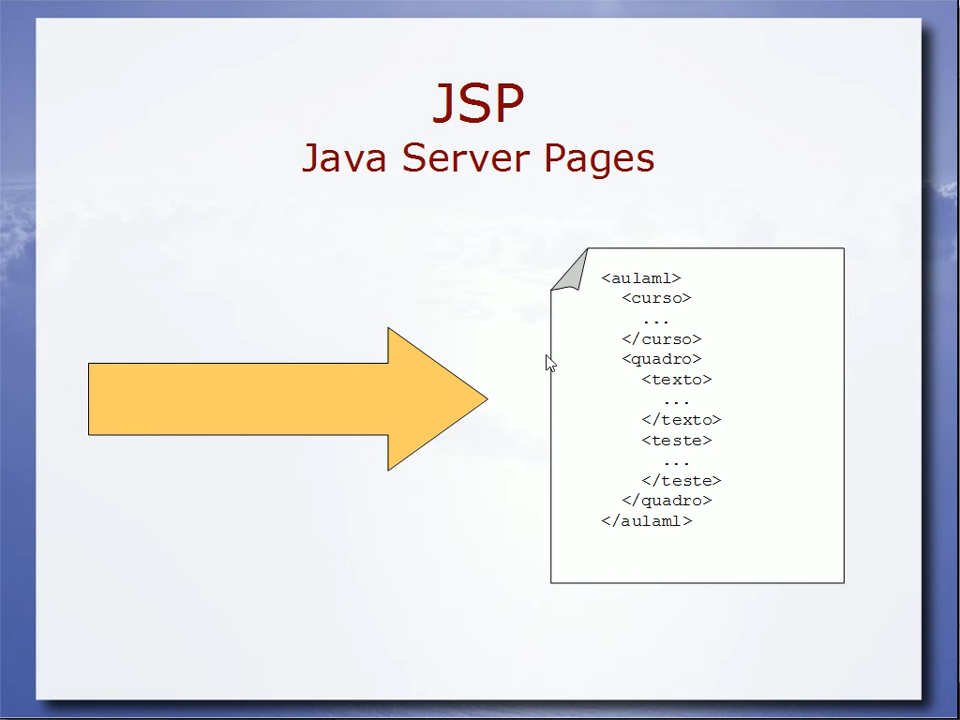 JSP
Java Server Pages
<aulaml>
<curso>
...
</curso>
<quadro>
<texto>
...
</texto>
<teste>
...
</teste>
</quadro>
</aulaml>